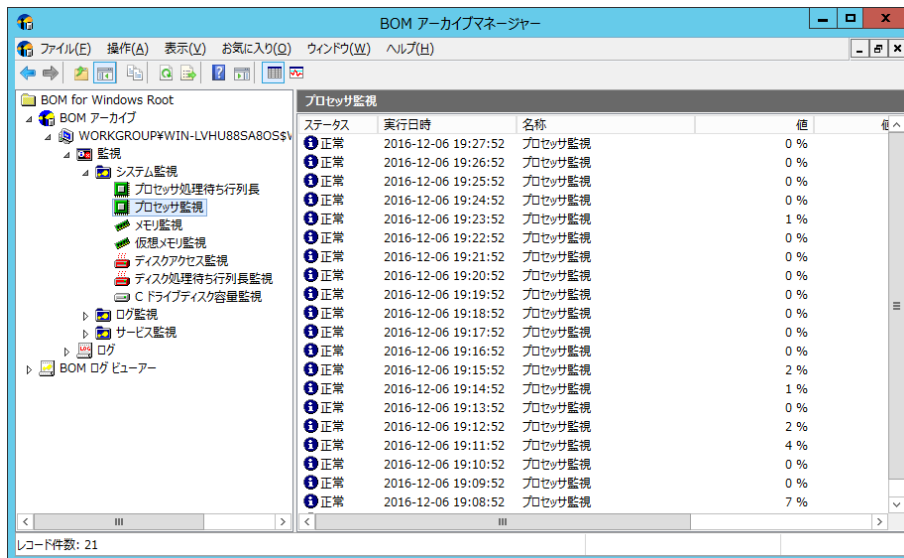 BOM アーカイブマネージャー
ファイル(F) 操作(A) 表示(V) お気に入り(O) ウィンドウ(W) ヘルプ(H)
BOM for Windows Root
BOM アーカイブ
WORKGROUP¥WIN-LVHU88SA8OS$
監視
システム監視
プロセッサ処理待ち行列長
プロセッサ監視
メモリ監視
仮想メモリ監視
ディスクアクセス監視
ディスク処理待ち行列長監視
C ドライブディスク容量監視
ログ監視
サービス監視
LOG ログ
BOM ログ ビューアー
プロセッサ監視
ステータス 実行日時 名称 値
正常 2016-12-06 19:27:52 プロセッサ監視 0 %
正常 2016-12-06 19:26:52 プロセッサ監視 0 %
正常 2016-12-06 19:25:52 プロセッサ監視 0 %
正常 2016-12-06 19:24:52 プロセッサ監視 0 %
正常 2016-12-06 19:23:52 プロセッサ監視 1 %
正常 2016-12-06 19:22:52 プロセッサ監視 0 %
正常 2016-12-06 19:21:52 プロセッサ監視 0 %
正常 2016-12-06 19:20:52 プロセッサ監視 0 %
正常 2016-12-06 19:19:52 プロセッサ監視 0 %
正常 2016-12-06 19:18:52 プロセッサ監視 0 %
正常 2016-12-06 19:17:52 プロセッサ監視 0 %
正常 2016-12-06 19:16:52 プロセッサ監視 0 %
正常 2016-12-06 19:15:52 プロセッサ監視 2 %
正常 2016-12-06 19:14:52 プロセッサ監視 1 %
正常 2016-12-06 19:13:52 プロセッサ監視 0 %
正常 2016-12-06 19:12:52 プロセッサ監視 2 %
正常 2016-12-06 19:11:52 プロセッサ監視 4 %
正常 2016-12-06 19:10:52 プロセッサ監視 0 %
正常 2016-12-06 19:09:52 プロセッサ監視 0 %
正常 2016-12-06 19:08:52 プロセッサ監視 7 %
レコード件数: 21